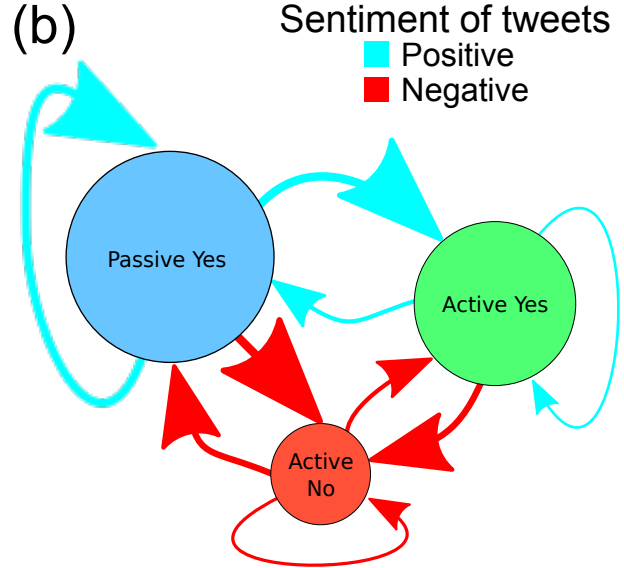 (b)
Sentiment of tweets
Positive
Negative
Passive Yes
Active Yes
Active
No